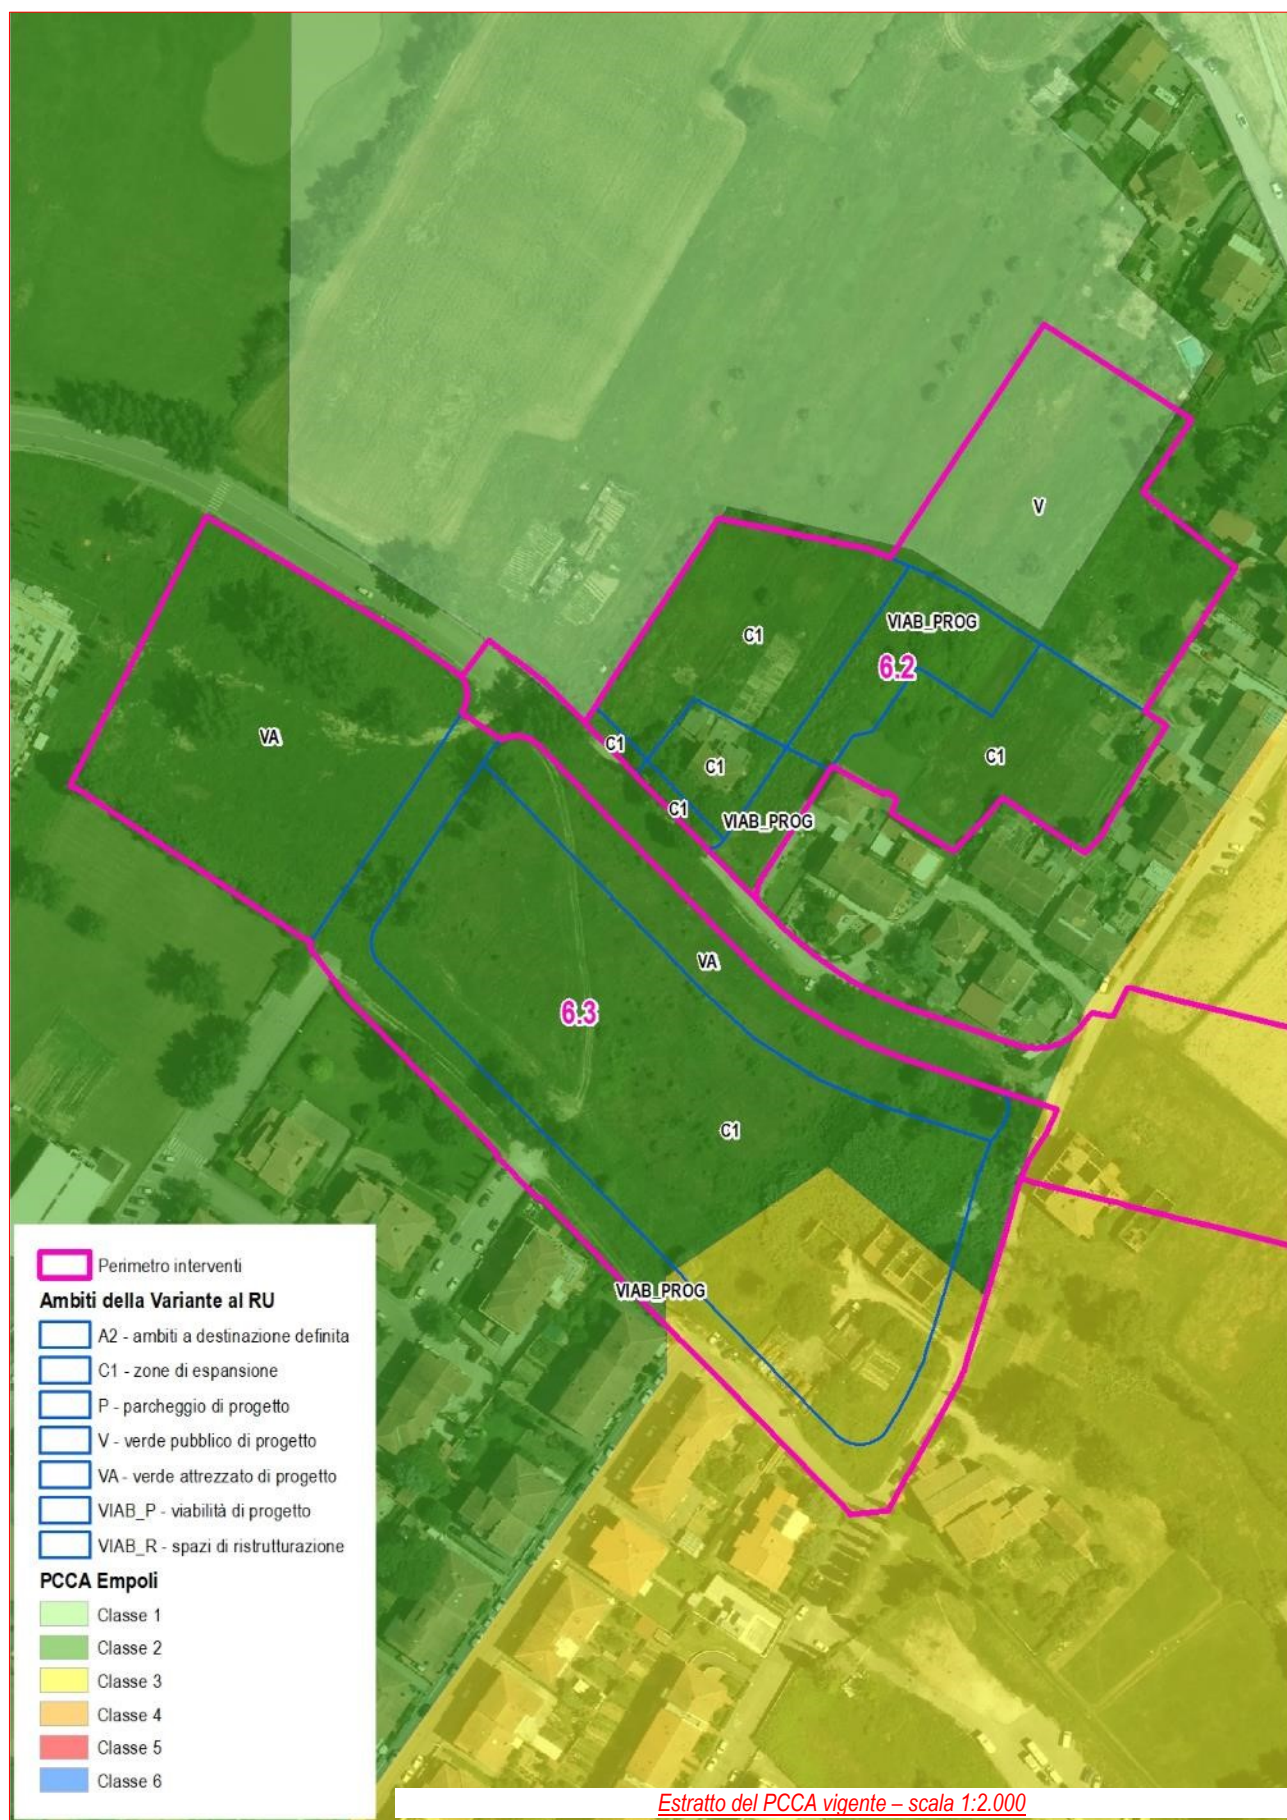 V
C1
VIAB_PROG
6.2
VA
C1
C1
C1
C1
VIAB_PROG
VA
6.3
C1
VIAB_PROG
Perimetro interventi
Ambiti della Variante al RU
A2 - ambiti a destinazione definita
C1 - zone di espansione
P - parcheggio di progetto
V - verde pubblico di progetto
VA - verde attrezzato di progetto
VIAB_P - viabilità di progetto
VIAB_R - spazi di ristrutturazione
PCCA Empoli
Classe 1
Classe 2
Classe 3
Classe 4
Classe 5
Classe 6
Estratto del PCCA vigente – scala 1:2.000